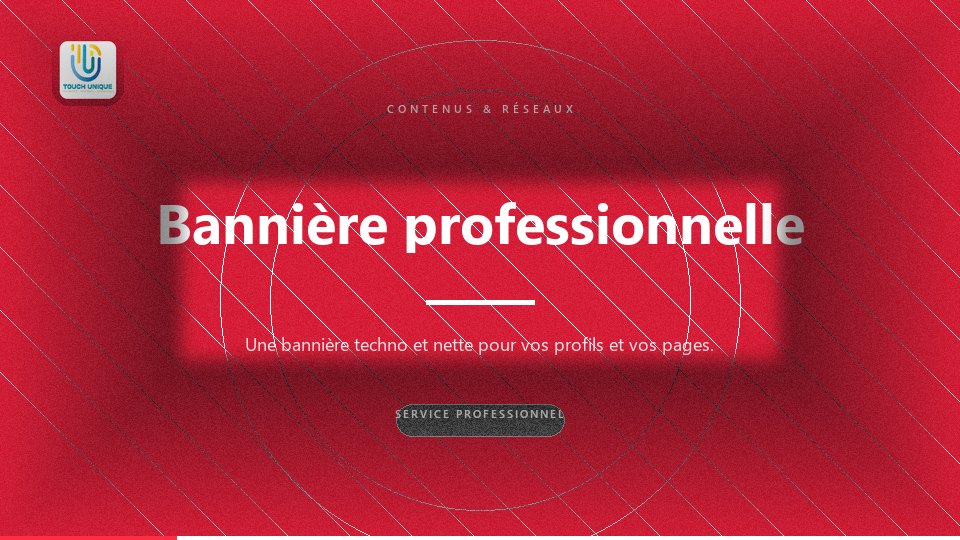 TOUCH UNIQUE
CONTENUS & RÉSEAUX
Bannière professionnelle
Une bannière techno et nette pour vos profils et vos pages.
SERVICE PROFESSIONNEL